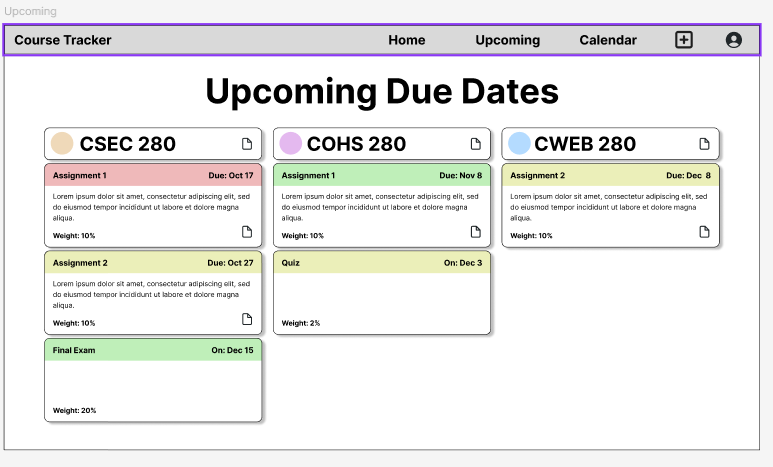 Upcoming
Course Tracker
Home
Upcoming
Calendar
Upcoming Due Dates
CSEC 280
Assignment 1 Due: Oct 17
Lorem ipsum dolor sit amet, consectetur adipiscing elit, sed
do eiusmod tempor incididunt ut labore et dolore magna
aliqua.
Weight: 10%
Assignment 2 Due: Oct 27
Lorem ipsum dolor sit amet, consectetur adipiscing elit, sed
do eiusmod tempor incididunt ut labore et dolore magna
aliqua.
Weight: 10%
Final Exam On: Dec 15
Weight: 20%
COHS 280
Assignment 1 Due: Nov 8
Lorem ipsum dolor sit amet, consectetur adipiscing elit, sed
do eiusmod tempor incididunt ut labore et dolore magna
aliqua.
Weight: 10%
Quiz On: Dec 3
Weight: 2%
CWEB 280
Assignment 2 Due: Dec 8
Lorem ipsum dolor sit amet, consectetur adipiscing elit, sed
do eiusmod tempor incididunt ut labore et dolore magna
aliqua.
Weight: 10%